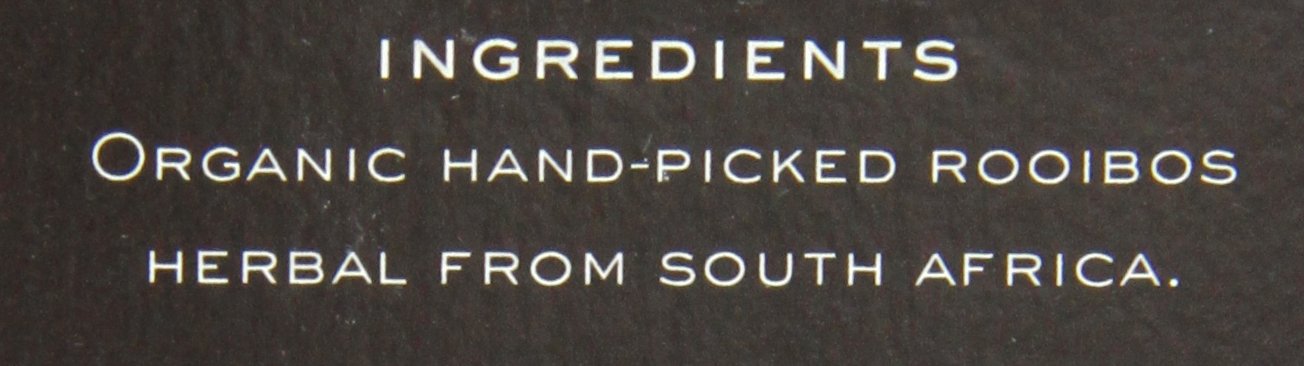 INGREDIENTS
ORGANIC HAND-PICKED ROOIBOS
HERBAL FROM SOUTH AFRICA.